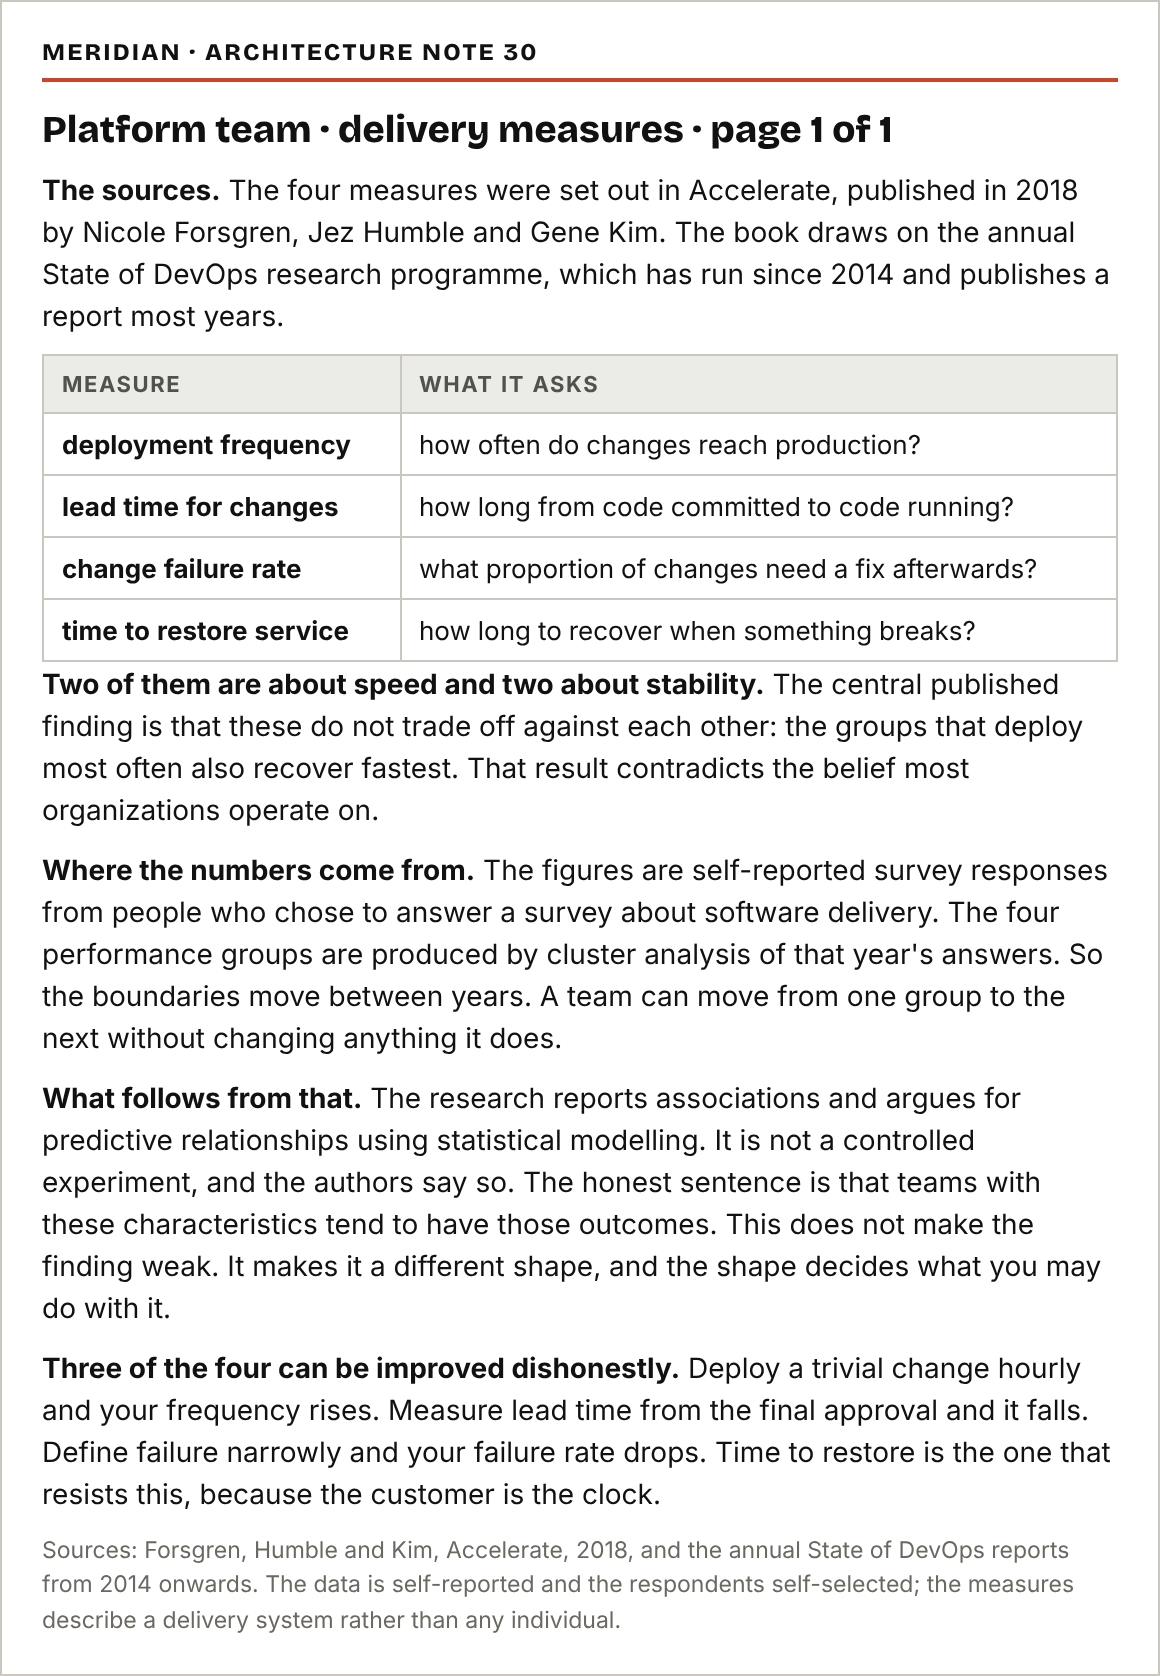 MERIDIAN · ARCHITECTURE NOTE 30
Platform team · delivery measures · page 1 of 1
The sources. The four measures were set out in Accelerate, published in 2018
by Nicole Forsgren, Jez Humble and Gene Kim. The book draws on the annual
State of DevOps research programme, which has run since 2014 and publishes a
report most years.
MEASURE WHAT IT ASKS
deployment frequency how often do changes reach production?
lead time for changes how long from code committed to code running?
change failure rate what proportion of changes need a fix afterwards?
time to restore service how long to recover when something breaks?
Two of them are about speed and two about stability. The central published
finding is that these do not trade off against each other: the groups that deploy
most often also recover fastest. That result contradicts the belief most
organizations operate on.
Where the numbers come from. The figures are self-reported survey responses
from people who chose to answer a survey about software delivery. The four
performance groups are produced by cluster analysis of that year's answers. So
the boundaries move between years. A team can move from one group to the
next without changing anything it does.
What follows from that. The research reports associations and argues for
predictive relationships using statistical modelling. It is not a controlled
experiment, and the authors say so. The honest sentence is that teams with
these characteristics tend to have those outcomes. This does not make the
finding weak. It makes it a different shape, and the shape decides what you may
do with it.
Three of the four can be improved dishonestly. Deploy a trivial change hourly
and your frequency rises. Measure lead time from the final approval and it falls.
Define failure narrowly and your failure rate drops. Time to restore is the one that
resists this, because the customer is the clock.
Sources: Forsgren, Humble and Kim, Accelerate, 2018, and the annual State of DevOps reports
from 2014 onwards. The data is self-reported and the respondents self-selected; the measures
describe a delivery system rather than any individual.